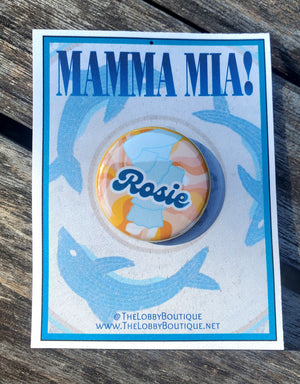 MAMMA MIA!
Rosie
@THELOBBYBOUTIQUE
WWW.THELOBBYBOUTIQUE.NET